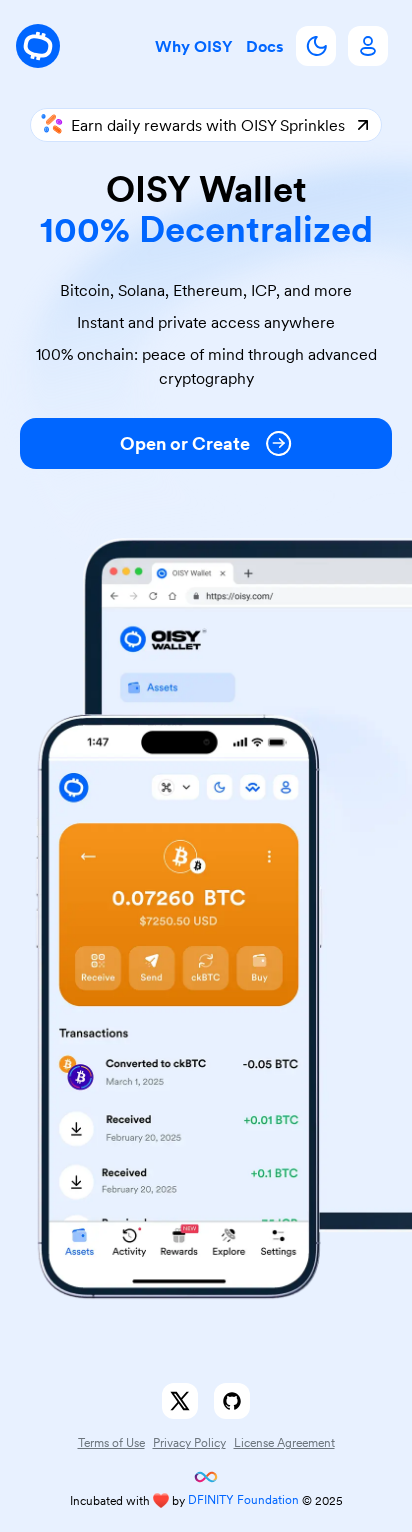 Why OISY Docs
Earn daily rewards with OISY Sprinkles
OISY Wallet
100% Decentralized
Bitcoin, Solana, Ethereum, ICP, and more
Instant and private access anywhere
100% onchain: peace of mind through advanced
cryptography
Open or Create
OISY Wallet
https://oisy.com/
OISY
WALLET
Assets
1:47
0.07260 BTC
$7250.50 USD
Receive Send ckBTC Buy
Transactions
Converted to ckBTC -0.05 BTC
March 1, 2025
Received +0.01 BTC
February 20, 2025
Received +0.1 BTC
February 20, 2025
NEW
Assets Activity Rewards Explore Settings
Terms of Use Privacy Policy License Agreement
Incubated with ❤️ by DFINITY Foundation © 2025